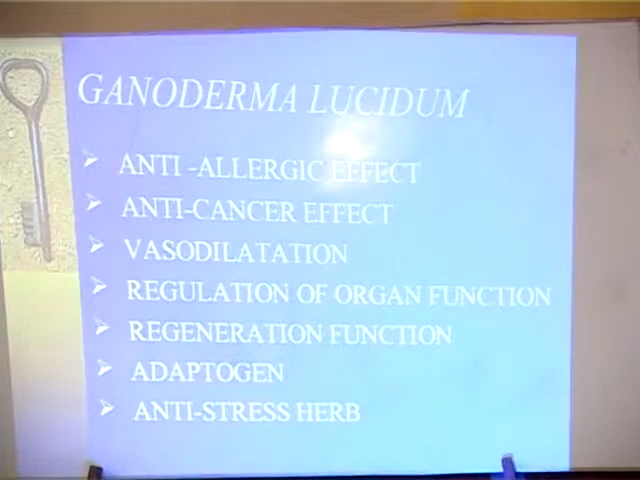 GANODERMA LUCIDUM
ANTI -ALLERGIC EFFECT
ANTI-CANCER EFFECT
VASODILATATION
REGULATION OF ORGAN FUNCTION
REGENERATION FUNCTION
ADAPTOGEN
ANTI-STRESS HERB